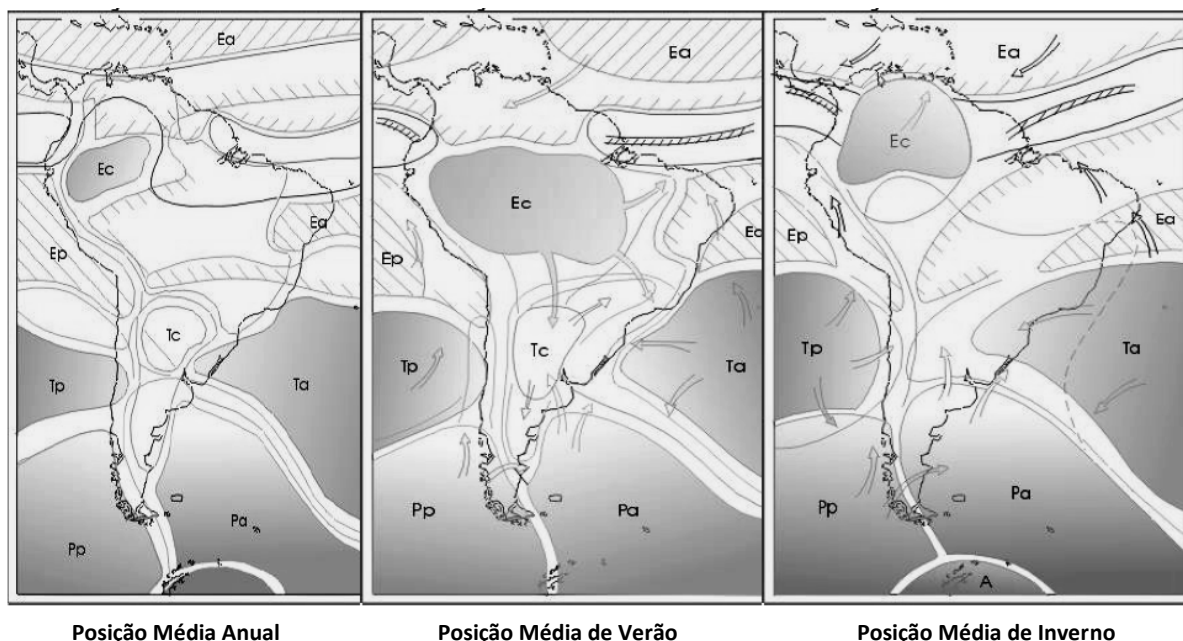 Ea
Ec
Ea
Ep
Tc
Tp
Ta
Pa
Pp
Ea
Ec
Ea
Ep
Tc
Tp
Ta
Pp
Pa
Ea
Ec
Ea
Ep
Tp
Ta
Pp
Pa
A
Posição Média Anual
Posição Média de Verão
Posição Média de Inverno